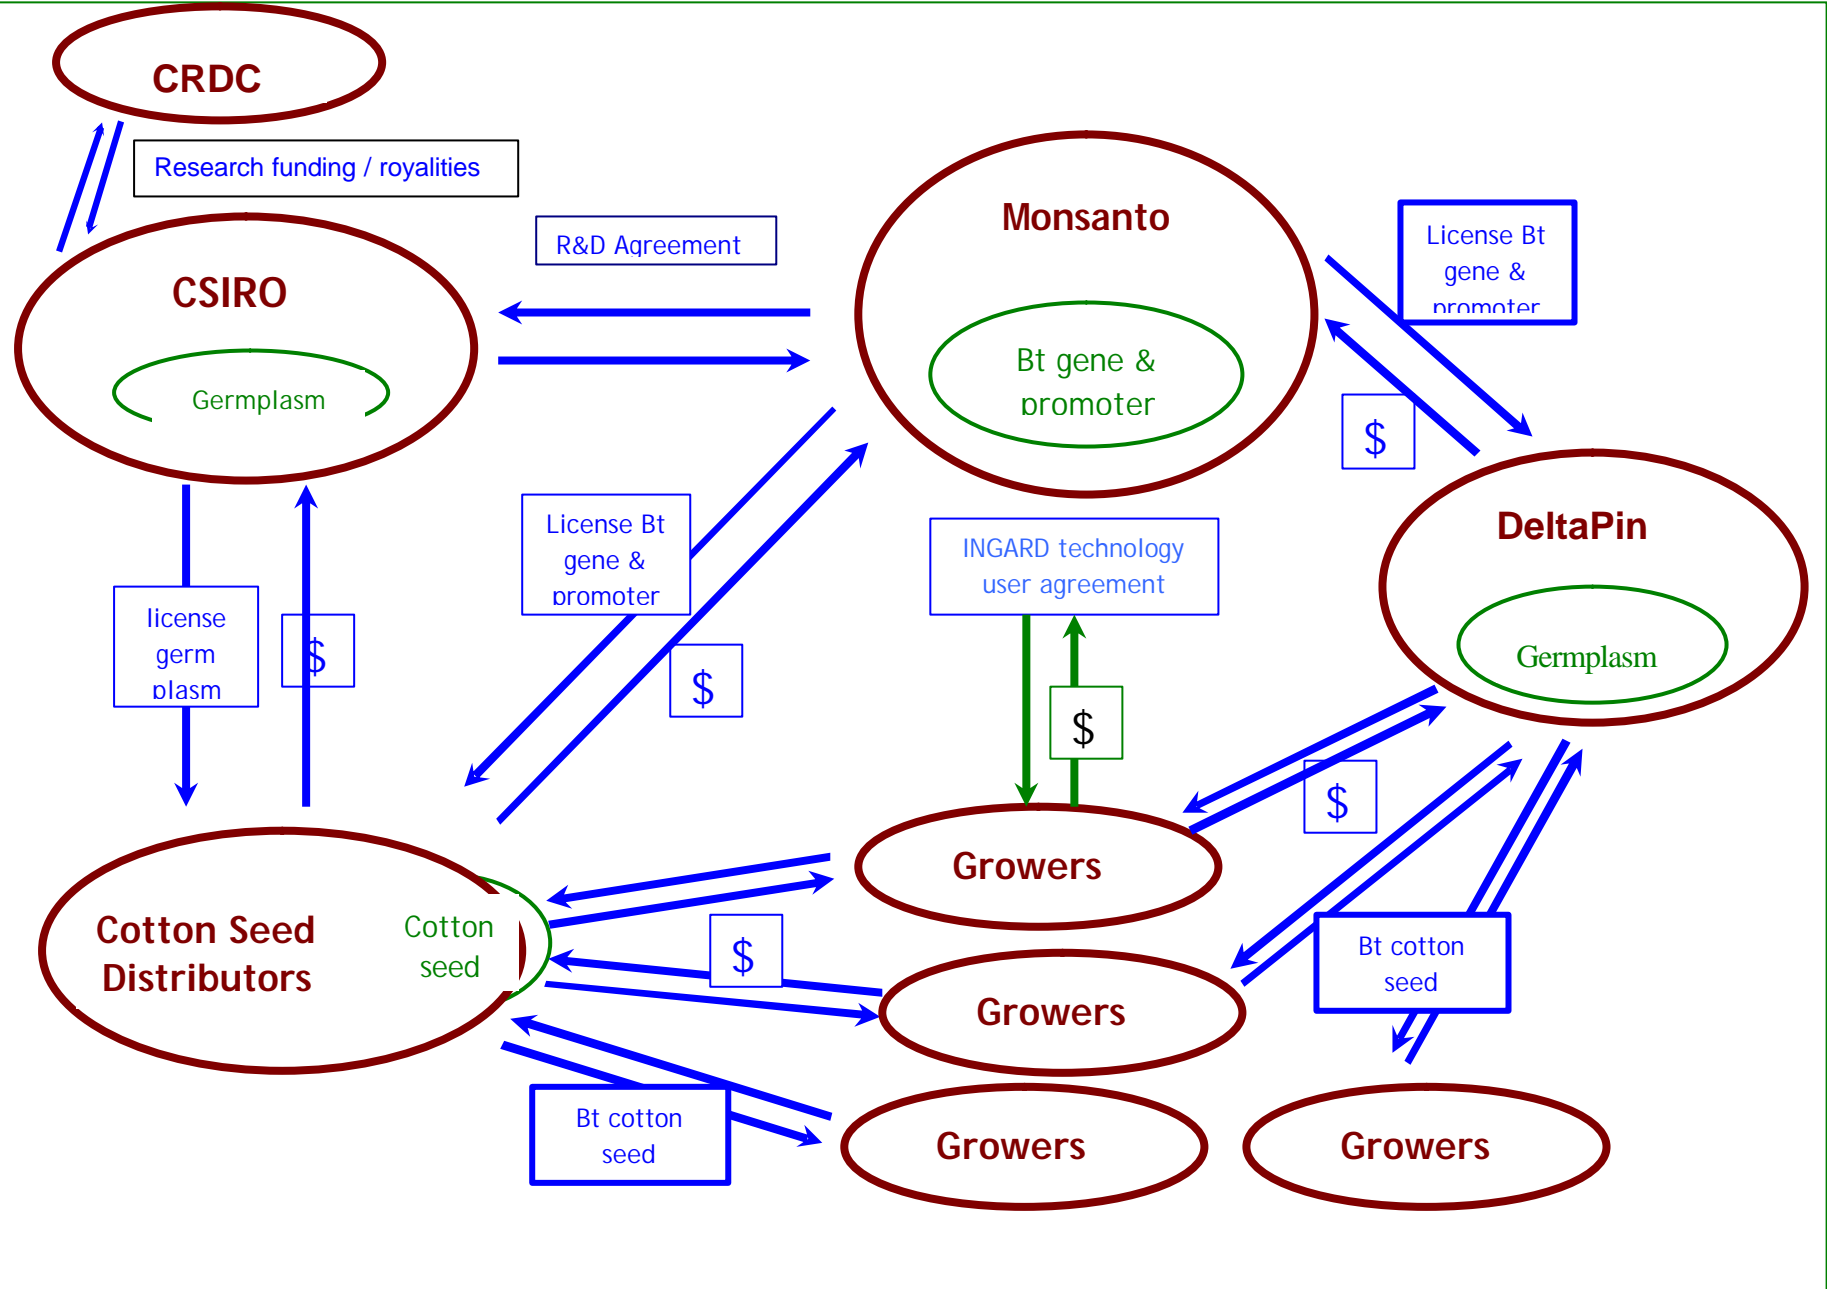 CRDC
Research funding / royalities
Monsanto
License Bt
gene &
promoter
R&D Agreement
CSIRO
Germplasm
Bt gene &
promoter
$
License Bt
gene &
promoter
INGARD technology
user agreement
DeltaPin
license
germ
plasm
$
$
$
Germplasm
$
Growers
Cotton Seed
Distributors
Cotton
seed
$
Growers
Bt cotton
seed
Bt cotton
seed
Growers
Growers